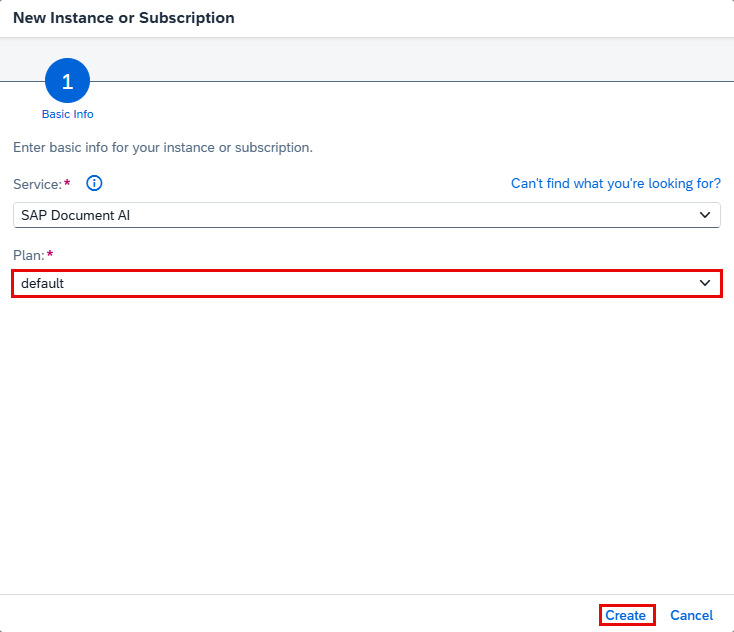 New Instance or Subscription
1
Basic Info
Enter basic info for your instance or subscription.
Service:* Can't find what you're looking for?
SAP Document AI
Plan:*
default
Create Cancel